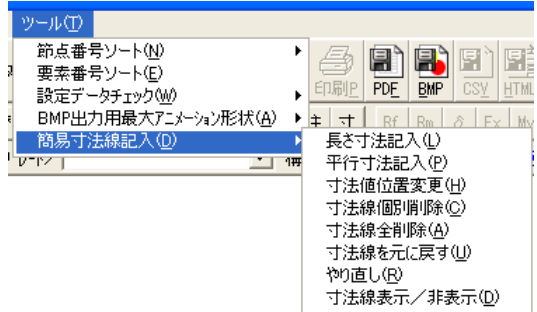 ツール(T)
節点番号ソート(N)
要素番号ソート(E)
設定データチェック(W)
BMP出力用最大アニメーション形状(A)
簡易寸法線記入(D)
印刷P PDF BMP CSV HTML
寸 Rf Rm δ Fx My
長さ寸法記入(L)
平行寸法記入(P)
寸法値位置変更(H)
寸法線個別削除(C)
寸法線全削除(A)
寸法線を元に戻す(U)
やり直し(R)
寸法線表示／非表示(D)